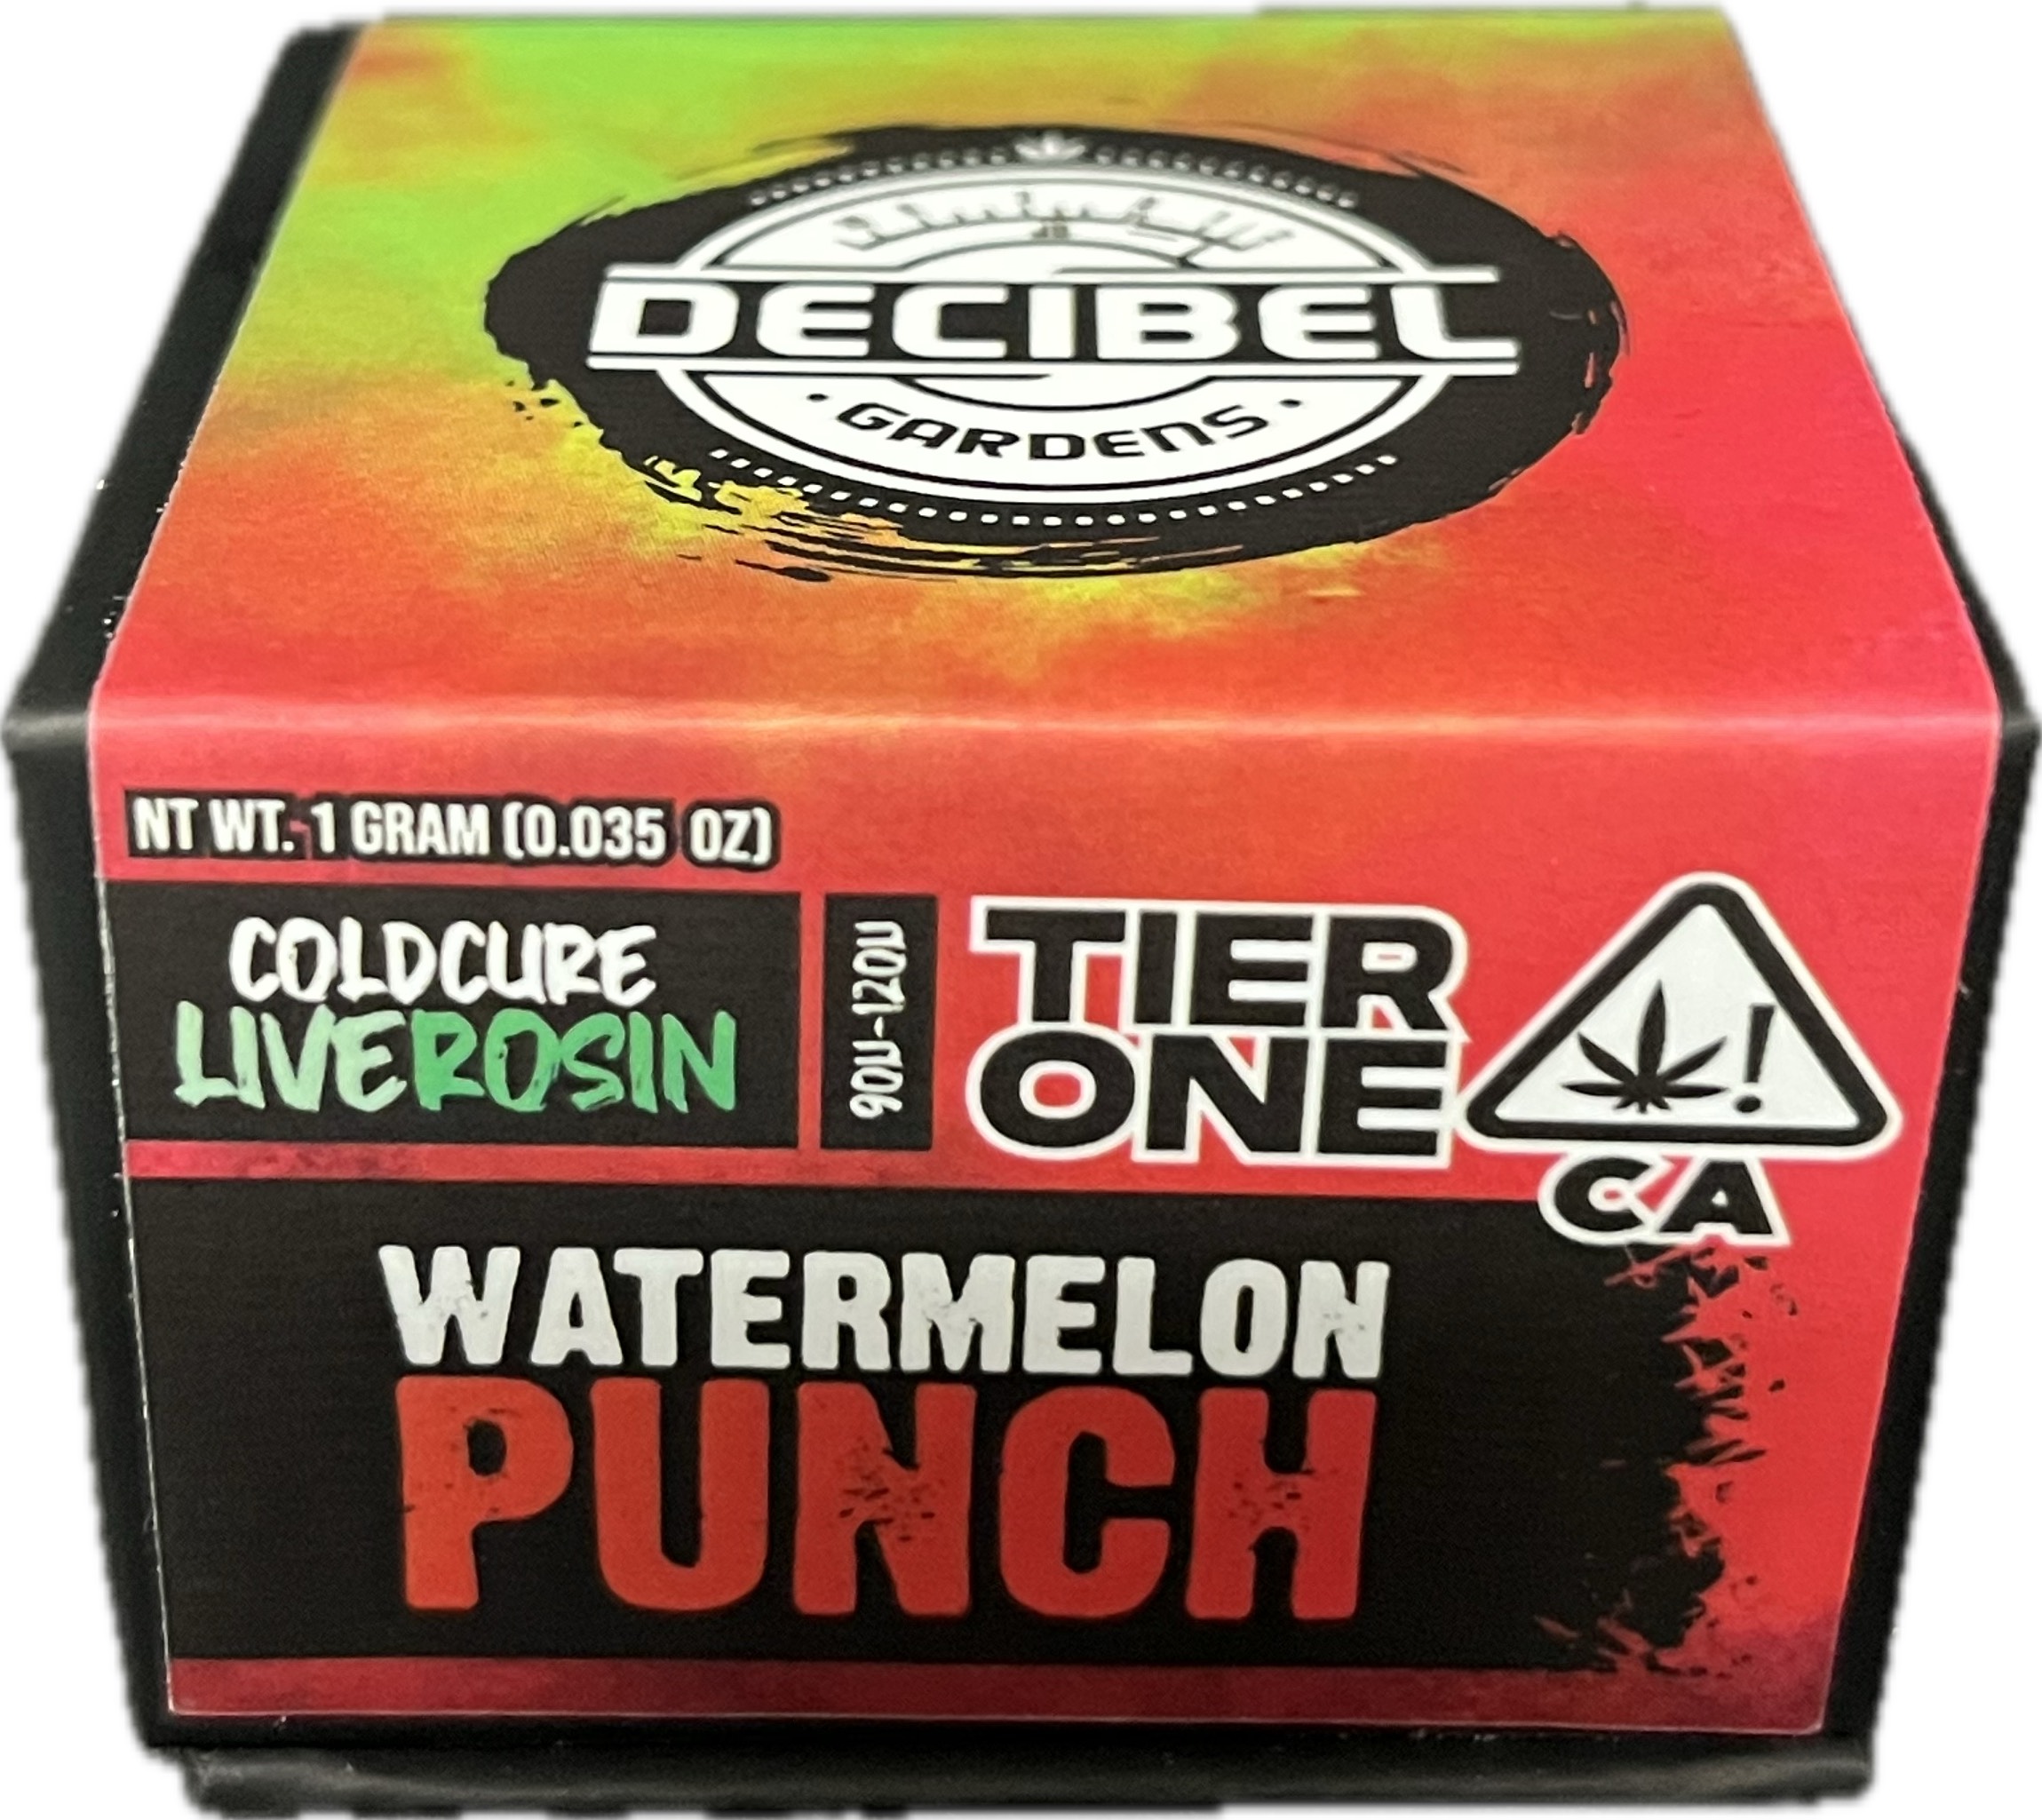 DECIBEL
• GARDENS •
NT WT. 1 GRAM (0.035 OZ)
COLDCURE
LIVEROSIN
90U-120U
TIER
ONE
!
CA
WATERMELON
PUNCH